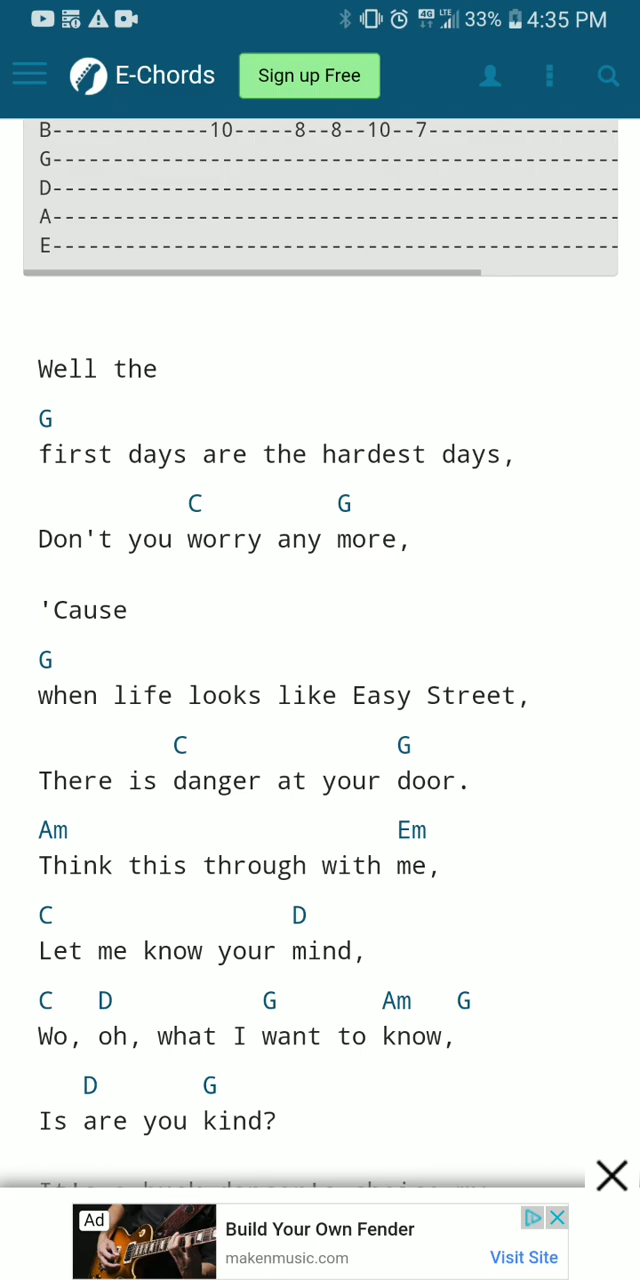 4G LTE 33% 4:35 PM
E-Chords Sign up Free
B-------------10-----8--8--10--7----------------
G-----------------------------------------------
D-----------------------------------------------
A-----------------------------------------------
E-----------------------------------------------
Well the
G
first days are the hardest days,
C G
Don't you worry any more,
'Cause
G
when life looks like Easy Street,
C G
There is danger at your door.
Am Em
Think this through with me,
C D
Let me know your mind,
C D G Am G
Wo, oh, what I want to know,
D G
Is are you kind?
Ad
Build Your Own Fender
makenmusic.com
Visit Site